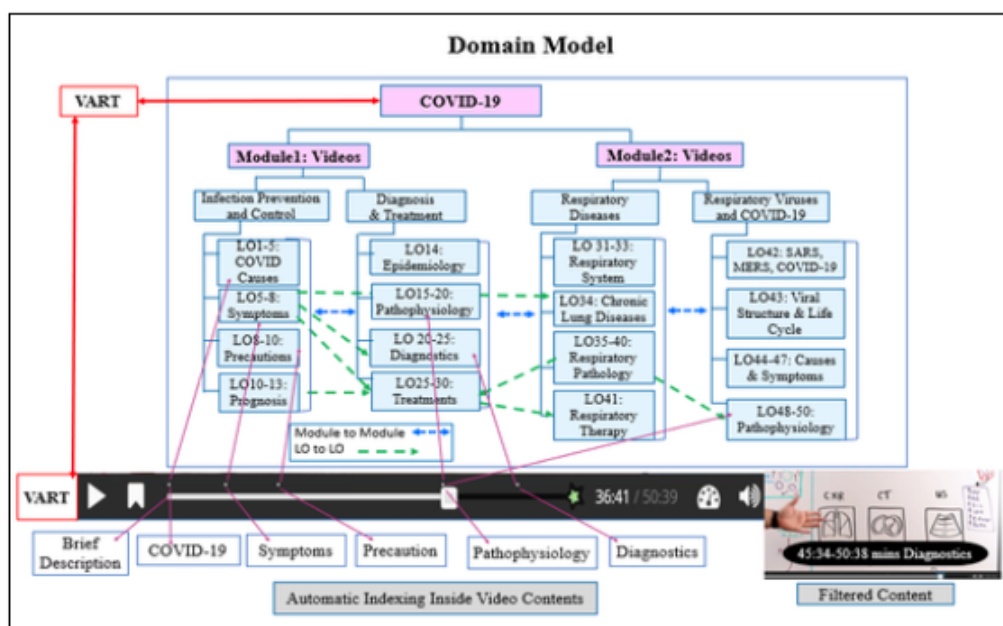 Domain Model
VART
COVID-19
Module1: Videos
Module2: Videos
Infection Prevention
and Control
Diagnosis
& Treatment
Respiratory
Diseases
Respiratory Viruses
and COVID-19
LO1-5:
COVID
Causes
LO5-8:
Symptoms
LO8-10:
Precautions
LO10-13:
Prognosis
LO14:
Epidemiology
LO15-20:
Pathophysiology
LO 20-25:
Diagnostics
LO25-30:
Treatments
LO 31-33:
Respiratory
System
LO34: Chronic
Lung Diseases
LO35-40:
Respiratory
Pathology
LO41:
Respiratory
Therapy
LO42: SARS,
MERS, COVID-19
LO43: Viral
Structure & Life
Cycle
LO44-47: Causes
& Symptoms
LO48-50:
Pathophysiology
Module to Module
LO to LO
VART
36:41 / 50:39
CXR
CT
US
45:34-50:38 mins Diagnostics
Brief
Description
COVID-19
Symptoms
Precaution
Pathophysiology
Diagnostics
Automatic Indexing Inside Video Contents
Filtered Content